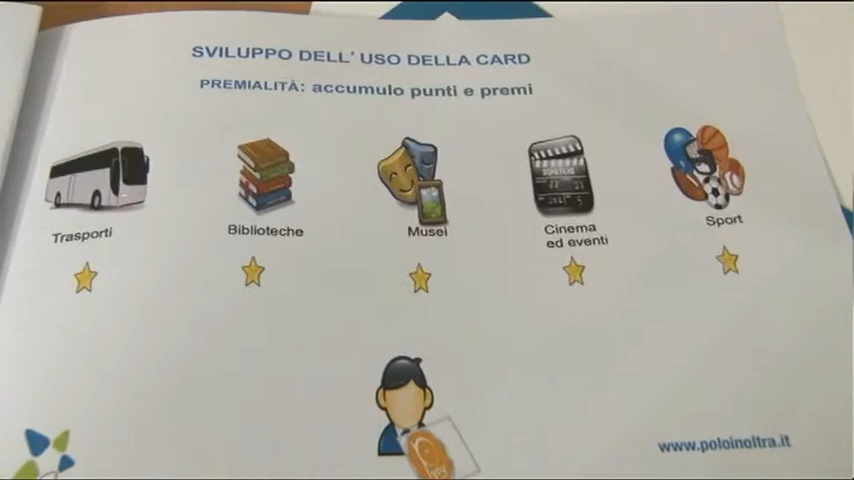 SVILUPPO DELL' USO DELLA CARD
PREMIALITÀ: accumulo punti e premi
Trasporti
Biblioteche
Musei
Cinema
ed eventi
Sport
www.poloinoltra.it